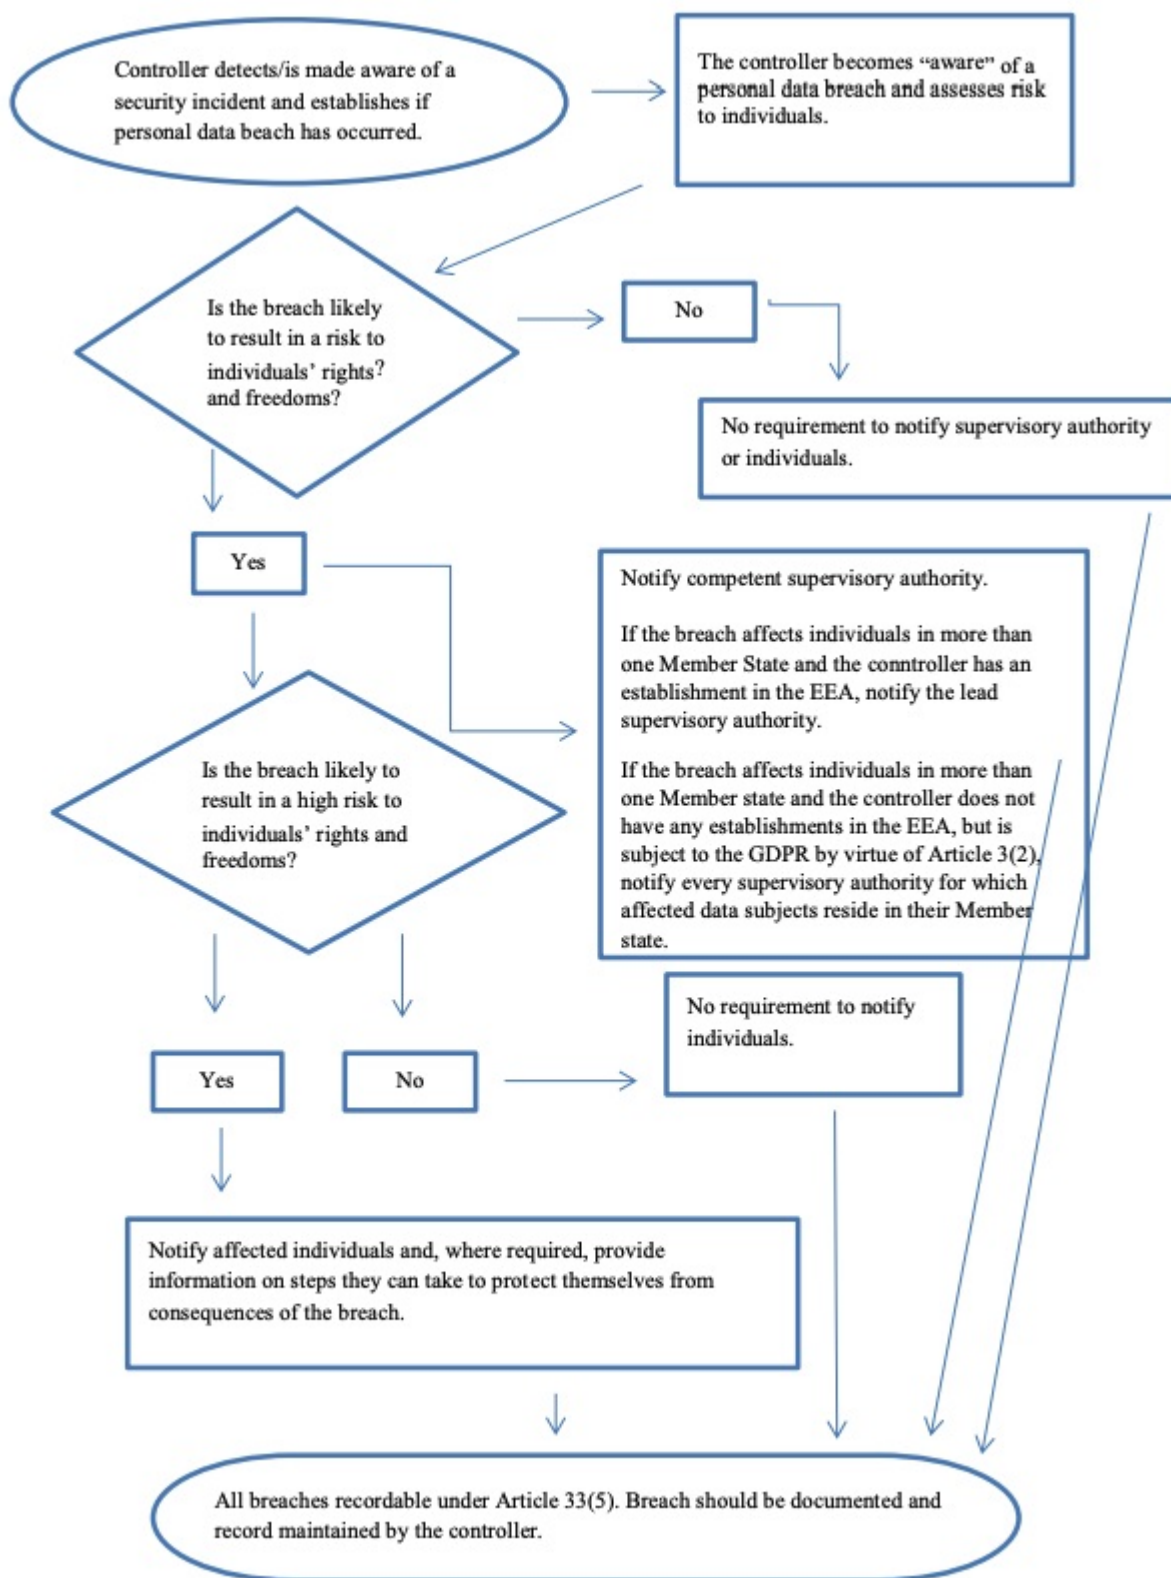 Controller detects/is made aware of a
security incident and establishes if
personal data beach has occurred.
The controller becomes “aware” of a
personal data breach and assesses risk
to individuals.
Is the breach likely
to result in a risk to
individuals’ rights?
and freedoms?
No
No requirement to notify supervisory authority
or individuals.
Yes
Notify competent supervisory authority.
If the breach affects individuals in more than
one Member State and the conntroller has an
establishment in the EEA, notify the lead
supervisory authority.
If the breach affects individuals in more than
one Member state and the controller does not
have any establishments in the EEA, but is
subject to the GDPR by virtue of Article 3(2),
notify every supervisory authority for which
affected data subjects reside in their Member
state.
Is the breach likely to
result in a high risk to
individuals’ rights and
freedoms?
Yes
No
No requirement to notify
individuals.
Notify affected individuals and, where required, provide
information on steps they can take to protect themselves from
consequences of the breach.
All breaches recordable under Article 33(5). Breach should be documented and
record maintained by the controller.